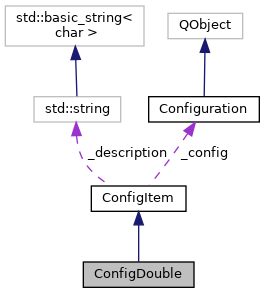 std::basic_string<
char >
QObject
std::string
Configuration
_description
_config
ConfigItem
ConfigDouble